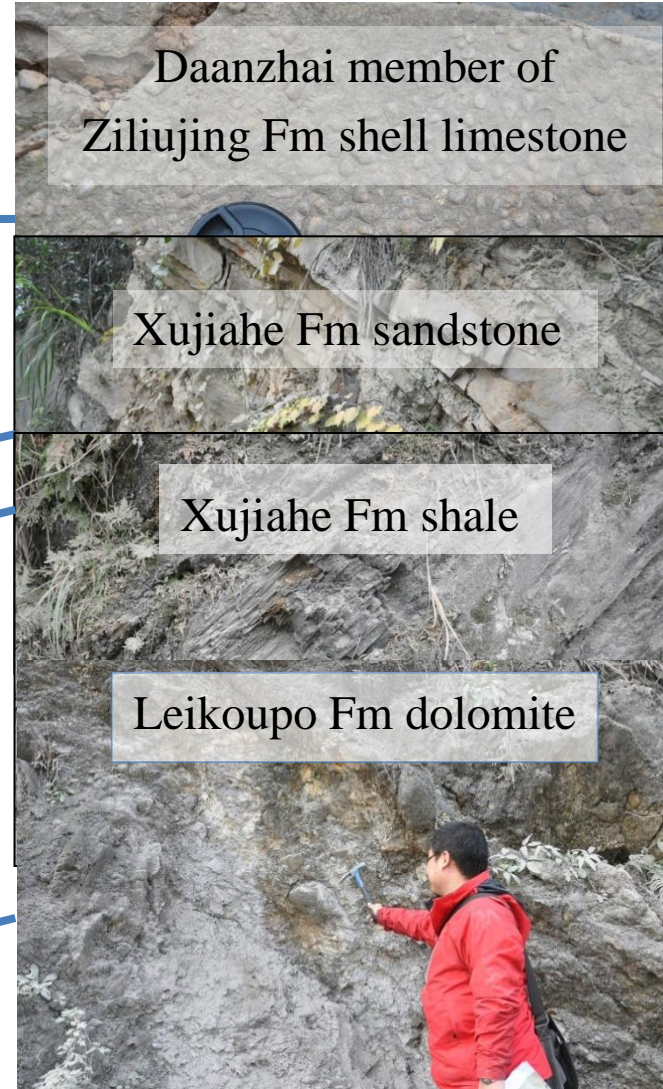 Daanzhai member of
Ziliujing Fm shell limestone
Xujiahe Fm sandstone
Xujiahe Fm shale
Leikoupo Fm dolomite